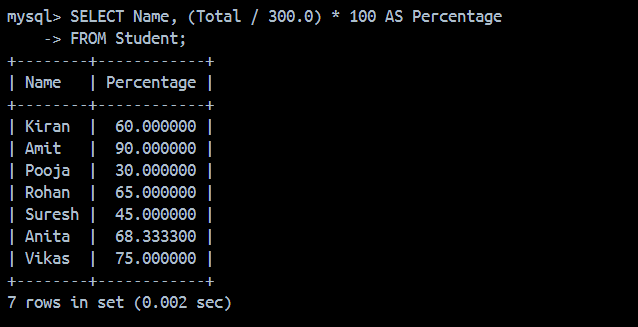 mysql> SELECT Name, (Total / 300.0) * 100 AS Percentage
    -> FROM Student;
+--------+------------+
| Name   | Percentage |
+--------+------------+
| Kiran  |  60.000000 |
| Amit   |  90.000000 |
| Pooja  |  30.000000 |
| Rohan  |  65.000000 |
| Suresh |  45.000000 |
| Anita  |  68.333300 |
| Vikas  |  75.000000 |
+--------+------------+
7 rows in set (0.002 sec)